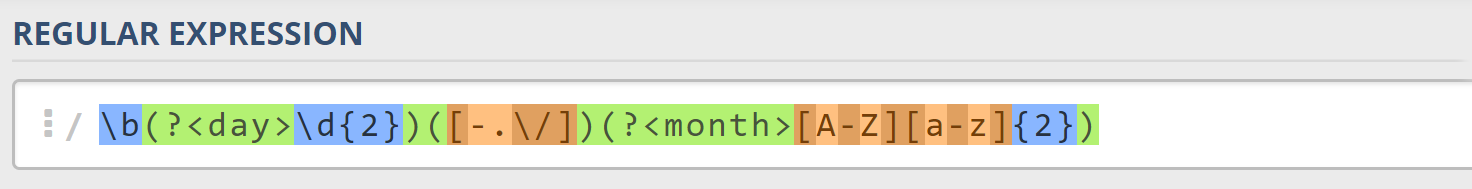 REGULAR EXPRESSION
/ \b(?<day>\d{2})([-.\/])(?<month>[A-Z][a-z]{2})